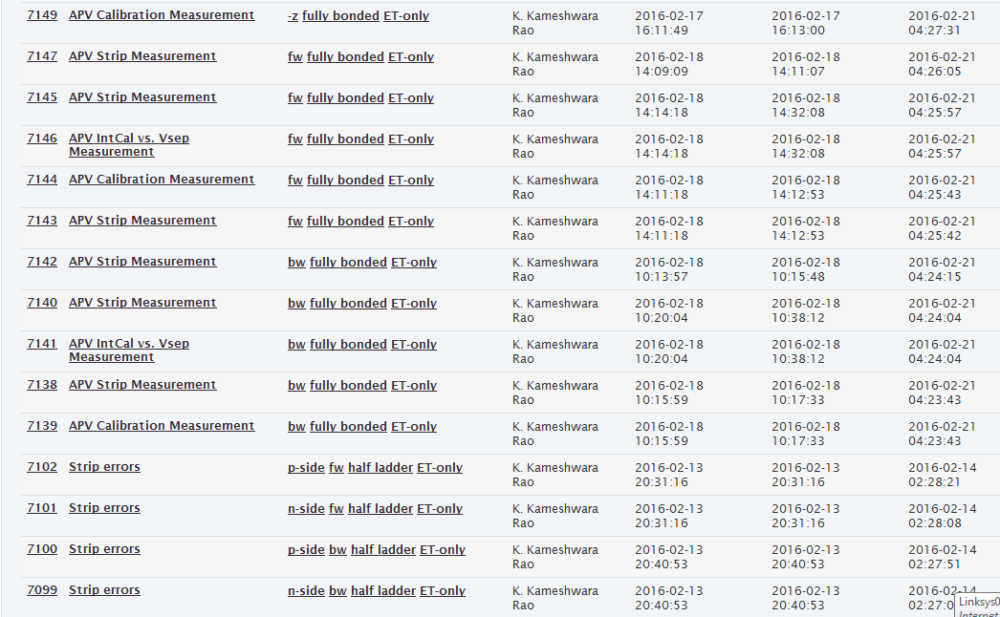 7149 APV Calibration Measurement -z fully bonded ET-only K. Kameshwara 2016-02-17 2016-02-17 2016-02-21
Rao 16:11:49 16:13:00 04:27:31
7147 APV Strip Measurement fw fully bonded ET-only K. Kameshwara 2016-02-18 2016-02-18 2016-02-21
Rao 14:09:09 14:11:07 04:26:05
7145 APV Strip Measurement fw fully bonded ET-only K. Kameshwara 2016-02-18 2016-02-18 2016-02-21
Rao 14:14:18 14:32:08 04:25:57
7146 APV IntCal vs. Vsep fw fully bonded ET-only K. Kameshwara 2016-02-18 2016-02-18 2016-02-21
Measurement Rao 14:14:18 14:32:08 04:25:57
7144 APV Calibration Measurement fw fully bonded ET-only K. Kameshwara 2016-02-18 2016-02-18 2016-02-21
Rao 14:11:18 14:12:53 04:25:43
7143 APV Strip Measurement fw fully bonded ET-only K. Kameshwara 2016-02-18 2016-02-18 2016-02-21
Rao 14:11:18 14:12:53 04:25:42
7142 APV Strip Measurement bw fully bonded ET-only K. Kameshwara 2016-02-18 2016-02-18 2016-02-21
Rao 10:13:57 10:15:48 04:24:15
7140 APV Strip Measurement bw fully bonded ET-only K. Kameshwara 2016-02-18 2016-02-18 2016-02-21
Rao 10:20:04 10:38:12 04:24:04
7141 APV IntCal vs. Vsep bw fully bonded ET-only K. Kameshwara 2016-02-18 2016-02-18 2016-02-21
Measurement Rao 10:20:04 10:38:12 04:24:04
7138 APV Strip Measurement bw fully bonded ET-only K. Kameshwara 2016-02-18 2016-02-18 2016-02-21
Rao 10:15:59 10:17:33 04:23:43
7139 APV Calibration Measurement bw fully bonded ET-only K. Kameshwara 2016-02-18 2016-02-18 2016-02-21
Rao 10:15:59 10:17:33 04:23:43
7102 Strip errors p-side fw half ladder ET-only K. Kameshwara 2016-02-13 2016-02-13 2016-02-14
Rao 20:31:16 20:31:16 02:28:21
7101 Strip errors n-side fw half ladder ET-only K. Kameshwara 2016-02-13 2016-02-13 2016-02-14
Rao 20:31:16 20:31:16 02:28:08
7100 Strip errors p-side bw half ladder ET-only K. Kameshwara 2016-02-13 2016-02-13 2016-02-14
Rao 20:40:53 20:40:53 02:27:51
7099 Strip errors n-side bw half ladder ET-only K. Kameshwara 2016-02-13 2016-02-13 2016-02-14
Rao 20:40:53 20:40:53 02:27:0 Linksys0
Internet